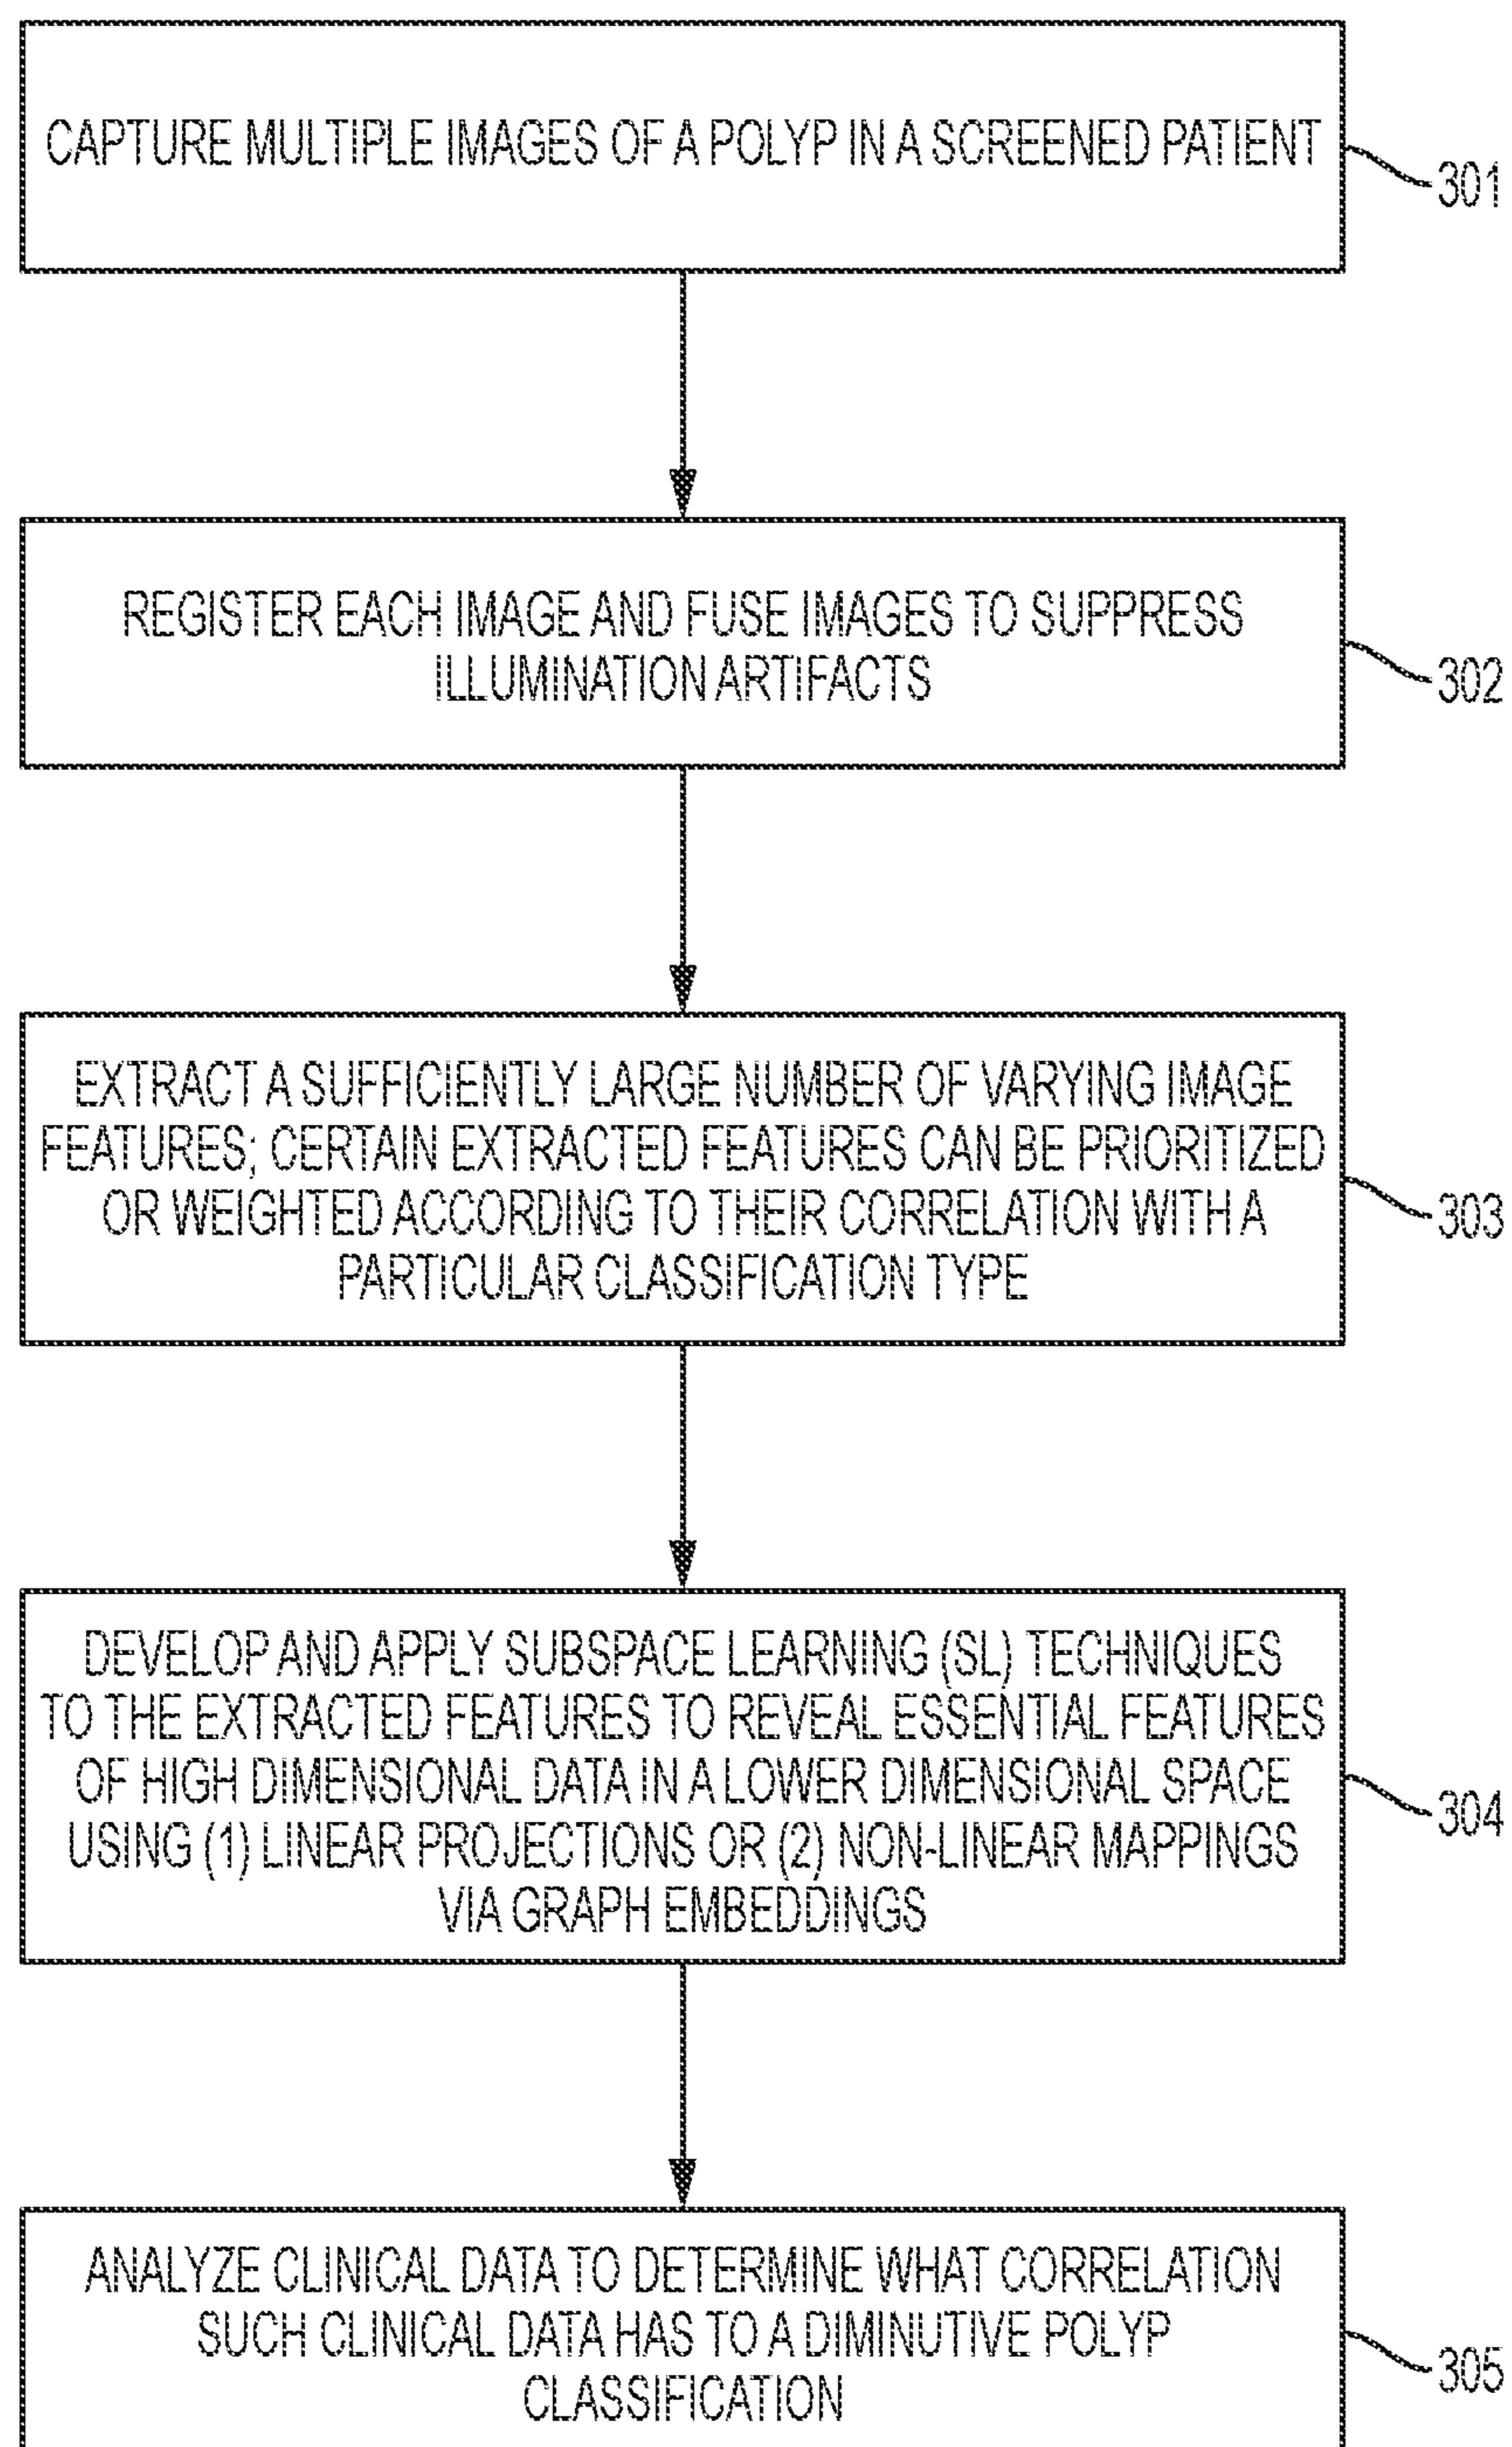 CAPTURE MULTIPLE IMAGES OF A POLYP IN A SCREENED PATIENT
301
REGISTER EACH IMAGE AND FUSE IMAGES TO SUPPRESS
ILLUMINATION ARTIFACTS
302
EXTRACT A SUFFICIENTLY LARGE NUMBER OF VARYING IMAGE
FEATURES; CERTAIN EXTRACTED FEATURES CAN BE PRIORITIZED
OR WEIGHTED ACCORDING TO THEIR CORRELATION WITH A
PARTICULAR CLASSIFICATION TYPE
303
DEVELOP AND APPLY SUBSPACE LEARNING (SL) TECHNIQUES
TO THE EXTRACTED FEATURES TO REVEAL ESSENTIAL FEATURES
OF HIGH DIMENSIONAL DATA IN A LOWER DIMENSIONAL SPACE
USING (1) LINEAR PROJECTIONS OR (2) NON-LINEAR MAPPINGS
VIA GRAPH EMBEDDINGS
304
ANALYZE CLINICAL DATA TO DETERMINE WHAT CORRELATION
SUCH CLINICAL DATA HAS TO A DIMINUTIVE POLYP
CLASSIFICATION
305